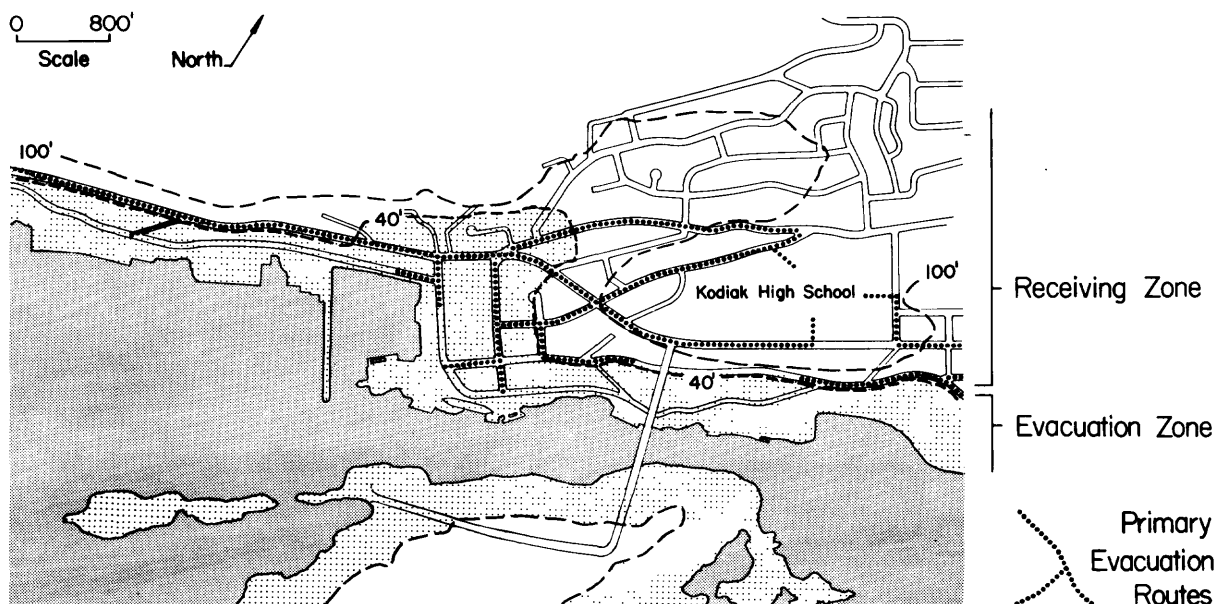 0 800'
Scale
North
100'
40'
Kodiak High School
100'
40'
Receiving Zone
Evacuation Zone
Primary
Evacuation
Routes